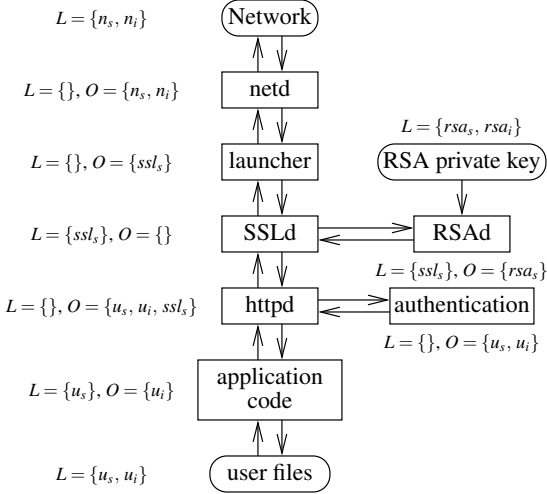 L = {n_s, n_i}
Network
L = {}, O = {n_s, n_i}
netd
L = {rsa_s, rsa_i}
L = {}, O = {ssl_s}
launcher
RSA private key
L = {ssl_s}, O = {}
SSLd
RSAd
L = {ssl_s}, O = {rsa_s}
L = {}, O = {u_s, u_i, ssl_s}
httpd
authentication
L = {}, O = {u_s, u_i}
L = {u_s}, O = {u_i}
application
code
L = {u_s, u_i}
user files